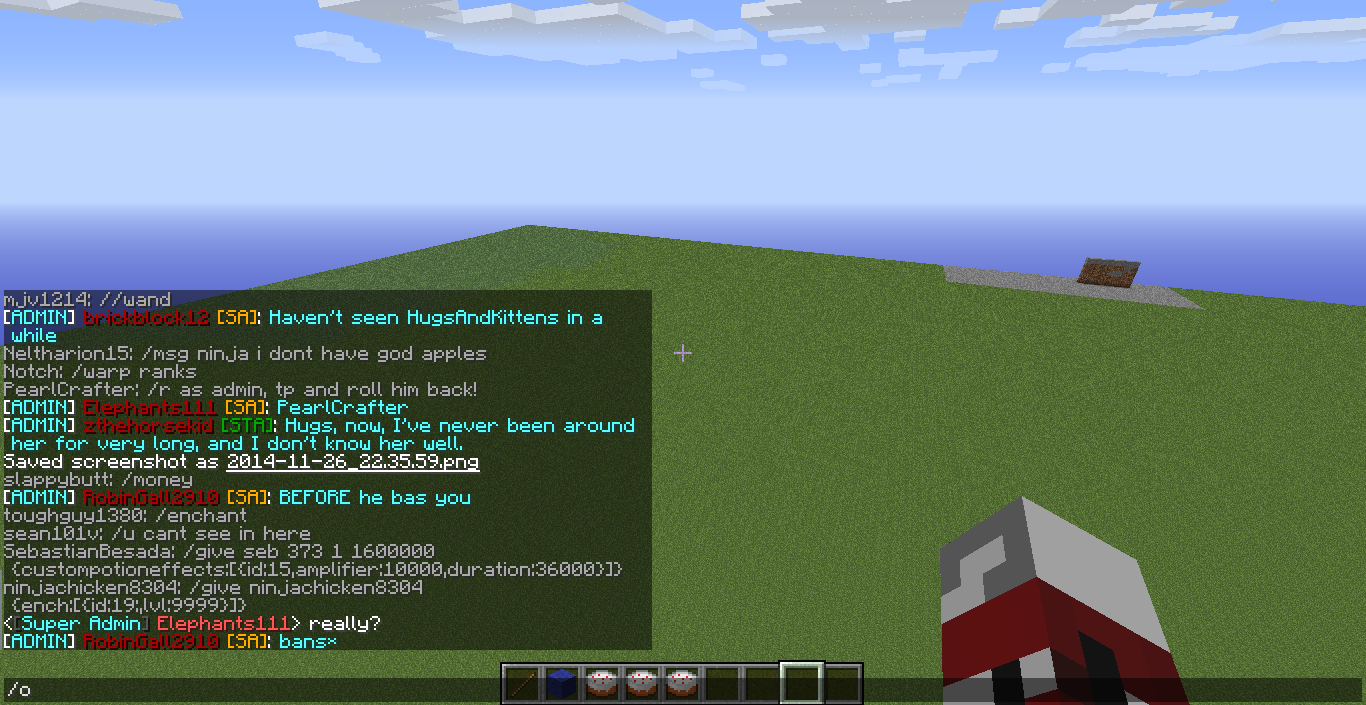 mjv1214: //wand
[ADMIN] brickblock12 [SA]: Haven't seen HugsAndKittens in a
while
Neltharion15: /msg ninja i dont have god apples
Notch: /warp ranks
PearlCrafter: /r as admin, tp and roll him back!
[ADMIN] Elephants111 [SA]: PearlCrafter
[ADMIN] zthehorsekid [STA]: Hugs, now, I've never been around
her for very long, and I don't know her well.
Saved screenshot as 2014-11-26_22.35.59.png
slappybutt: /money
[ADMIN] RobinGall2910 [SA]: BEFORE he bas you
toughguy1380: /enchant
sean101v: /u cant see in here
SebastianBesada: /give seb 373 1 1600000
{custompotioneffects:[{id:15,amplifier:10000,duration:36000}]}
ninjachicken8304: /give ninjachicken8304
{ench:[{id:19;,lvl:9999}]}
<[Super Admin] Elephants111> really?
[ADMIN] RobinGall2910 [SA]: bans*
/o